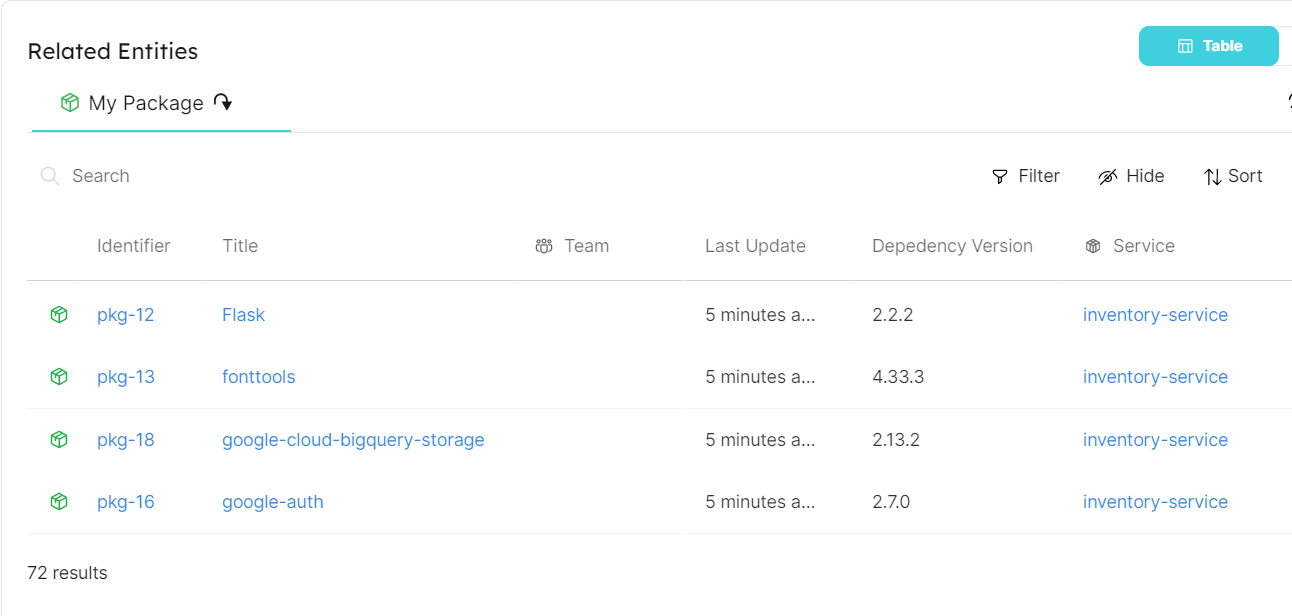 Related Entities
Table
My Package
Search
Filter Hide Sort
Identifier Title Team Last Update Depedency Version Service
pkg-12 Flask 5 minutes a... 2.2.2 inventory-service
pkg-13 fonttools 5 minutes a... 4.33.3 inventory-service
pkg-18 google-cloud-bigquery-storage 5 minutes a... 2.13.2 inventory-service
pkg-16 google-auth 5 minutes a... 2.7.0 inventory-service
72 results